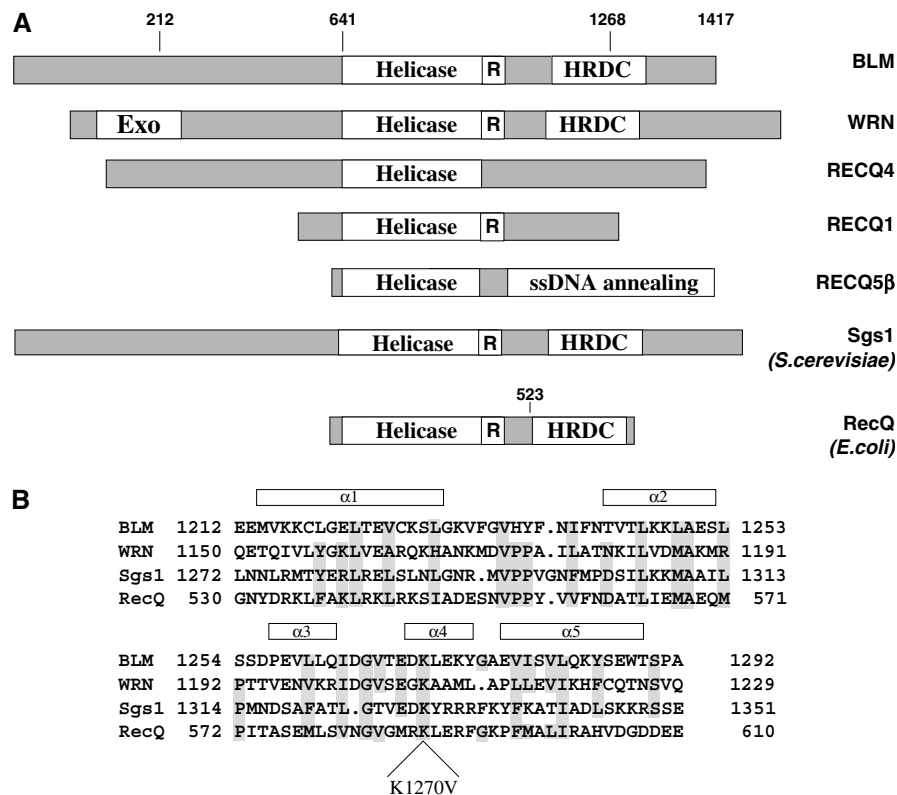 A
212 641 1268 1417
Helicase R HRDC BLM
Exo Helicase R HRDC WRN
Helicase RECQ4
Helicase R RECQ1
Helicase ssDNA annealing RECQ5β
Helicase R HRDC Sgs1
(S.cerevisiae)
523
Helicase R HRDC RecQ
(E.coli)
B
α1 α2
BLM 1212 EEMVKKCLGELTEVCKSLGKVFGVHYF.NIFNTVTLKKLAESL 1253
WRN 1150 QETQIVLYGKLVEARQKHANKMDVPPA.ILATNKILVDMAKMR 1191
Sgs1 1272 LNNLRMTYERLRELSLNLGNR.MVPPVGNFMPDSILKKMAAIL 1313
RecQ 530 GNYDRKLFAKLRKLRKSIADESNVPPY.VVFNDATLIEMAEQM 571
α3 α4 α5
BLM 1254 SSDPEVLLQIDGVTEDKLEKYGAEVISVLQKYSEWTSPA 1292
WRN 1192 PTTVENVKRIDGVSEGKAAML.APLLEVIKHFCQTNSVQ 1229
Sgs1 1314 PMNDSAFATL.GTVEDKYRRRFKYFKATIADLSKKRSSE 1351
RecQ 572 PITASEMLSVNGVGMRKLERFGKPFMALIRAHVDGDDEE 610
K1270V